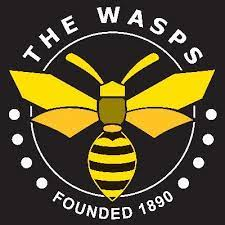 THE WASPS
FOUNDED 1890